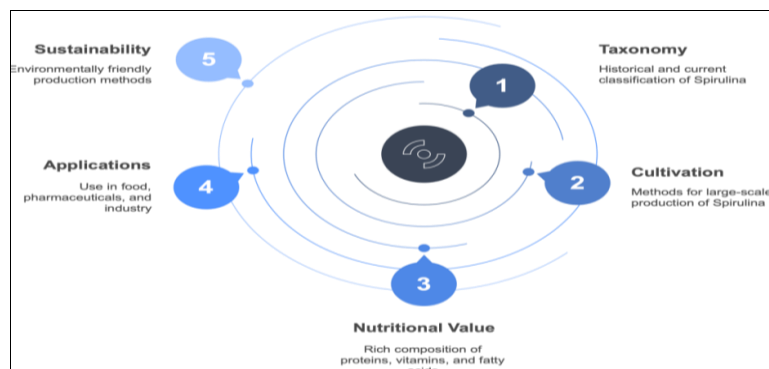 1
Taxonomy
Historical and current
classification of Spirulina
2
Cultivation
Methods for large-scale
production of Spirulina
3
Nutritional Value
Rich composition of
proteins, vitamins, and fatty
4
Applications
Use in food,
pharmaceuticals, and
industry
5
Sustainability
Environmentally friendly
production methods